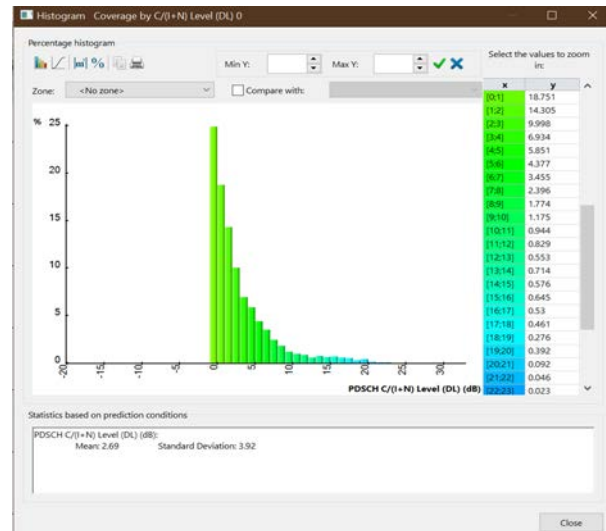 Histogram Coverage by C/(I+N) Level (DL) 0
Percentage histogram
Min Y:
Max Y:
Select the values to zoom in:
Zone: <No zone>
Compare with:
x y
[0;1] 18.751
[1;2] 14.305
[2;3] 9.998
[3;4] 6.934
[4;5] 5.851
[5;6] 4.377
[6;7] 3.455
[7;8] 2.396
[8;9] 1.774
[9;10] 1.175
[10;11] 0.944
[11;12] 0.829
[12;13] 0.553
[13;14] 0.714
[14;15] 0.576
[15;16] 0.645
[16;17] 0.53
[17;18] 0.461
[18;19] 0.276
[19;20] 0.392
[20;21] 0.092
[21;22] 0.046
[22;23] 0.023
% 25
20
15
10
5
0
-20 -15 -10 -5 0 5 10 15 20 25 30
PDSCH C/(I+N) Level (DL) (dB)
Statistics based on prediction conditions
PDSCH C/(I+N) Level (DL) (dB):
Mean: 2.69 Standard Deviation: 3.92
Close